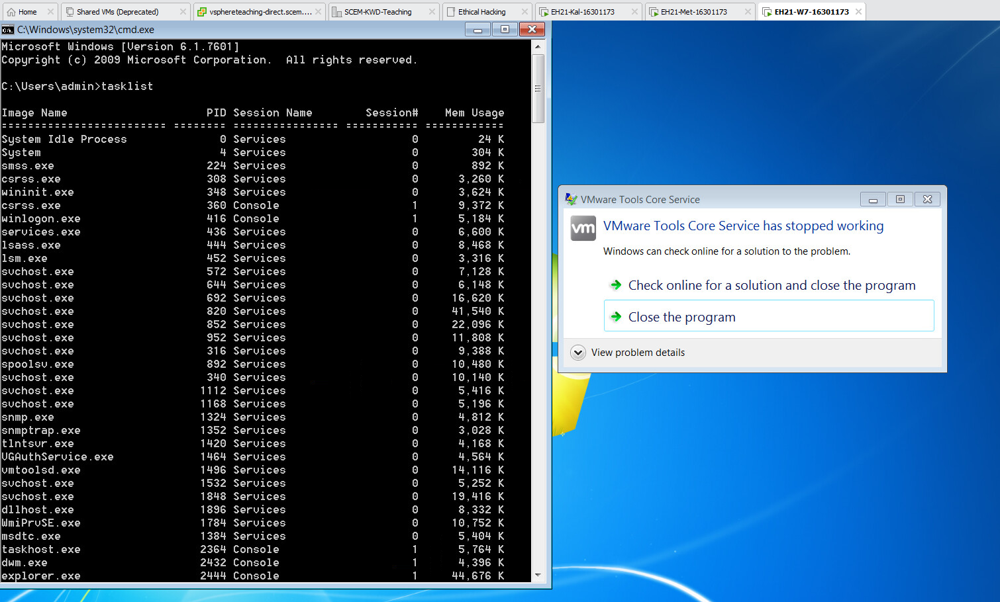 Home
Shared VMs (Deprecated)
vsphereteaching-direct.scem....
SCEM-KWD-Teaching
Ethical Hacking
EH21-Kal-16301173
EH21-Met-16301173
EH21-W7-16301173
C:\Windows\system32\cmd.exe
Microsoft Windows [Version 6.1.7601]
Copyright (c) 2009 Microsoft Corporation.  All rights reserved.
C:\Users\admin>tasklist
Image Name                     PID Session Name        Session#    Mem Usage
========================= ======== ================ =========== ============
System Idle Process              0 Services                   0         24 K
System                           4 Services                   0        304 K
smss.exe                       224 Services                   0        892 K
csrss.exe                      308 Services                   0      3,260 K
wininit.exe                    348 Services                   0      3,624 K
csrss.exe                      360 Console                    1      9,372 K
winlogon.exe                   416 Console                    1      5,184 K
services.exe                   436 Services                   0      6,600 K
lsass.exe                      444 Services                   0      8,468 K
lsm.exe                        452 Services                   0      3,316 K
svchost.exe                    572 Services                   0      7,128 K
svchost.exe                    644 Services                   0      6,148 K
svchost.exe                    692 Services                   0     16,620 K
svchost.exe                    820 Services                   0     41,540 K
svchost.exe                    852 Services                   0     22,096 K
svchost.exe                    952 Services                   0     11,808 K
svchost.exe                    316 Services                   0      9,388 K
spoolsv.exe                    892 Services                   0     10,480 K
svchost.exe                    340 Services                   0     10,140 K
svchost.exe                   1112 Services                   0      5,416 K
svchost.exe                   1168 Services                   0      5,196 K
snmp.exe                      1324 Services                   0      4,812 K
snmptrap.exe                  1352 Services                   0      3,028 K
tlntsvr.exe                   1420 Services                   0      4,168 K
VGAuthService.exe             1464 Services                   0      4,564 K
vmtoolsd.exe                  1496 Services                   0     14,116 K
svchost.exe                   1532 Services                   0      5,252 K
svchost.exe                   1848 Services                   0     19,416 K
dllhost.exe                   1896 Services                   0      8,332 K
WmiPrvSE.exe                  1784 Services                   0     10,752 K
msdtc.exe                     1384 Services                   0      5,404 K
taskhost.exe                  2364 Console                    1      5,764 K
dwm.exe                       2432 Console                    1      4,396 K
explorer.exe                  2444 Console                    1     44,676 K
VMware Tools Core Service
vm
VMware Tools Core Service has stopped working
Windows can check online for a solution to the problem.
Check online for a solution and close the program
Close the program
View problem details